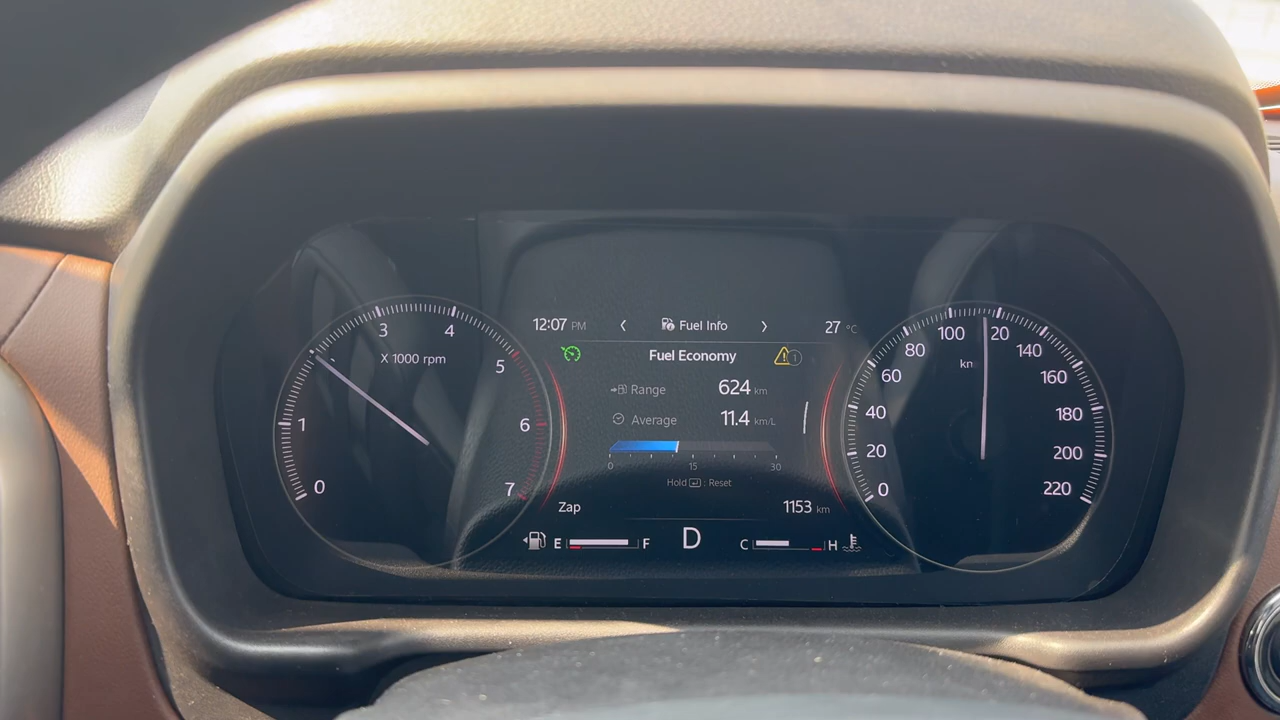 12:07 PM
Fuel Info
27 °C
Fuel Economy
1
Range 624 km
Average 11.4 km/L
0 15 30
Hold : Reset
Zap
1153 km
E F
D
C H
0
1
3
4
5
6
7
X 1000 rpm
0
20
40
60
80
100
20
140
160
180
200
220
km